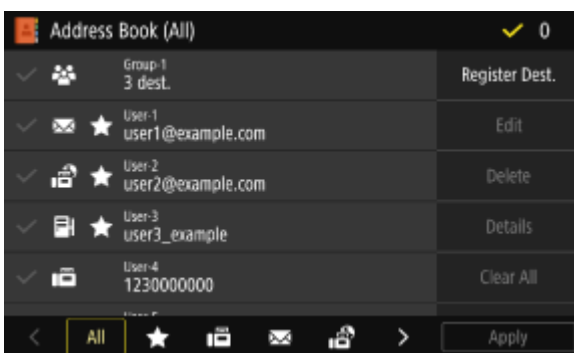 Address Book (All)
0
Group-1
3 dest.
Register Dest.
User-1
user1@example.com
Edit
User-2
user2@example.com
Delete
User-3
user3_example
Details
User-4
1230000000
Clear All
All
Apply